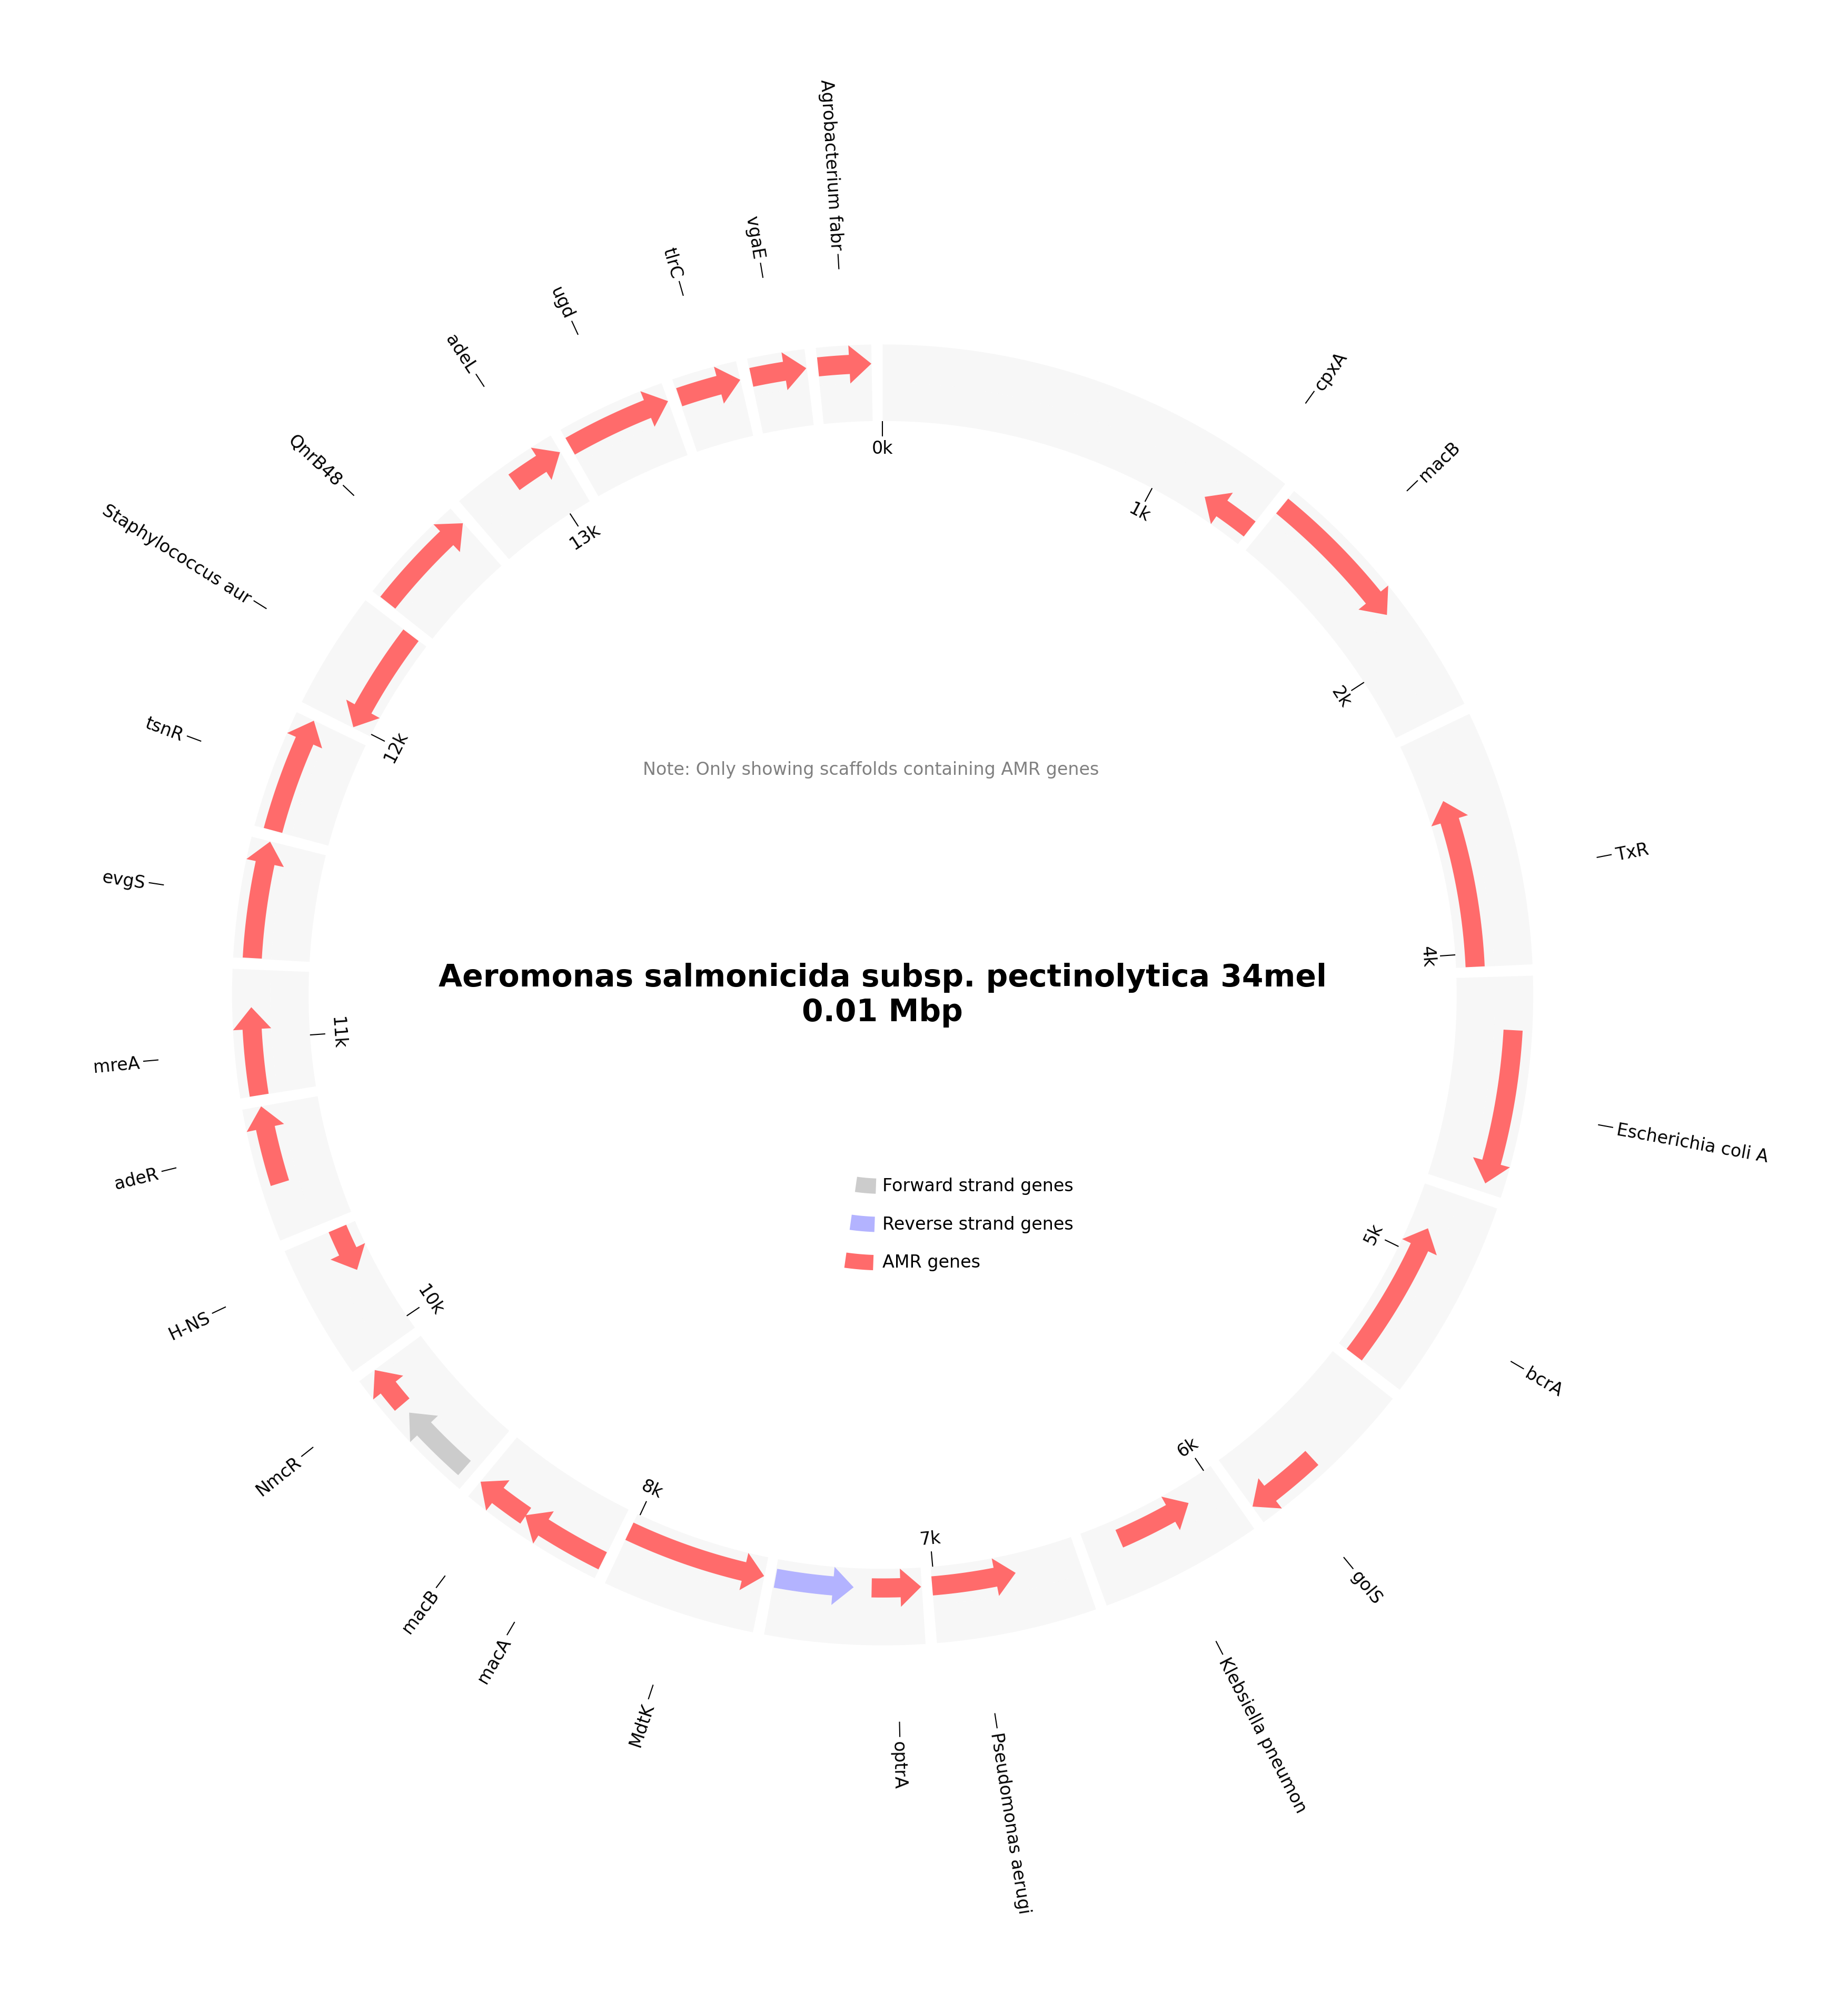 Agrobacterium fabr
vgaE
tlrC
ugd
adeL
QnrB48
Staphylococcus aur
tsnR
evgS
mreA
adeR
H-NS
NmcR
macB
macA
MdtK
optrA
Pseudomonas aerugi
Klebsiella pneumon
golS
bcrA
Escherichia coli A
TxR
macB
cpxA
0k
1k
2k
4k
5k
6k
7k
8k
10k
11k
12k
13k
Note: Only showing scaffolds containing AMR genes
Aeromonas salmonicida subsp. pectinolytica 34mel
0.01 Mbp
Forward strand genes
Reverse strand genes
AMR genes